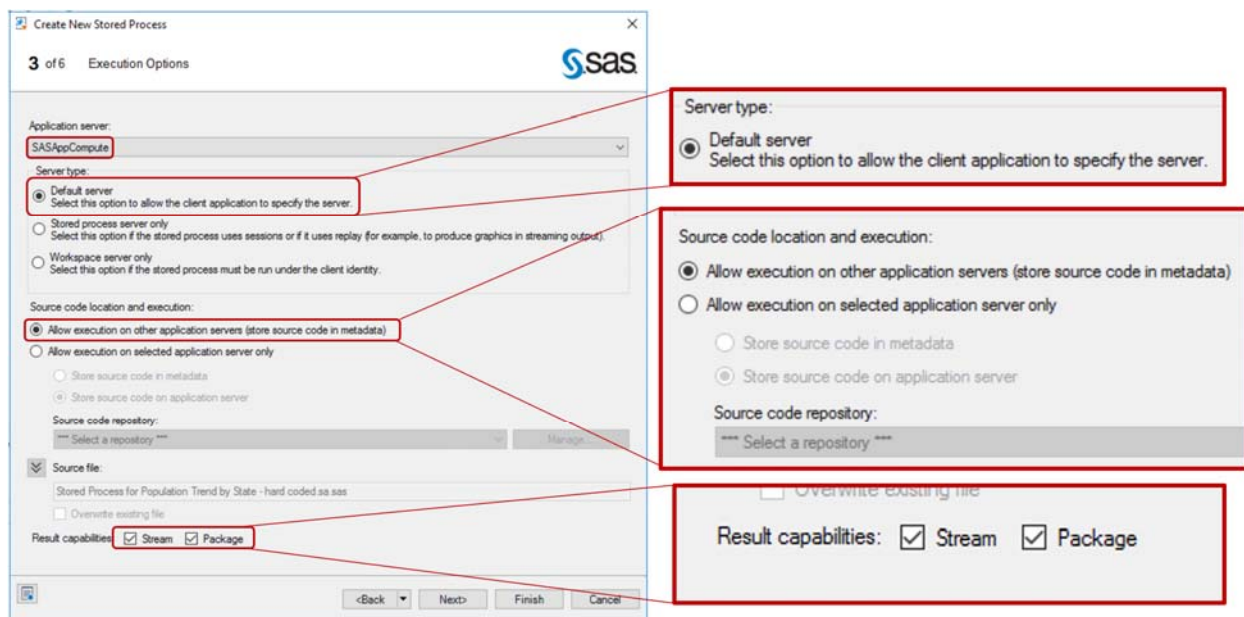 Create New Stored Process
3 of 6 Execution Options
sas
Application server:
SASAppCompute
Server type:
Default server
Select this option to allow the client application to specify the server.
Stored process server only
Select this option if the stored process uses sessions or if it uses replay (for example, to produce graphics in streaming output).
Workspace server only
Select this option if the stored process must be run under the client identity.
Source code location and execution:
Allow execution on other application servers (store source code in metadata)
Allow execution on selected application server only
Store source code in metadata
Store source code on application server
Source code repository:
*** Select a repository ***
Manage...
Source file:
Stored Process for Population Trend by State - hard coded.sa.sas
Overwrite existing file
Result capabilities: Stream Package
<Back Next> Finish Cancel
Server type:
Default server
Select this option to allow the client application to specify the server.
Source code location and execution:
Allow execution on other application servers (store source code in metadata)
Allow execution on selected application server only
Store source code in metadata
Store source code on application server
Source code repository:
*** Select a repository ***
Overwrite existing file
Result capabilities: Stream Package